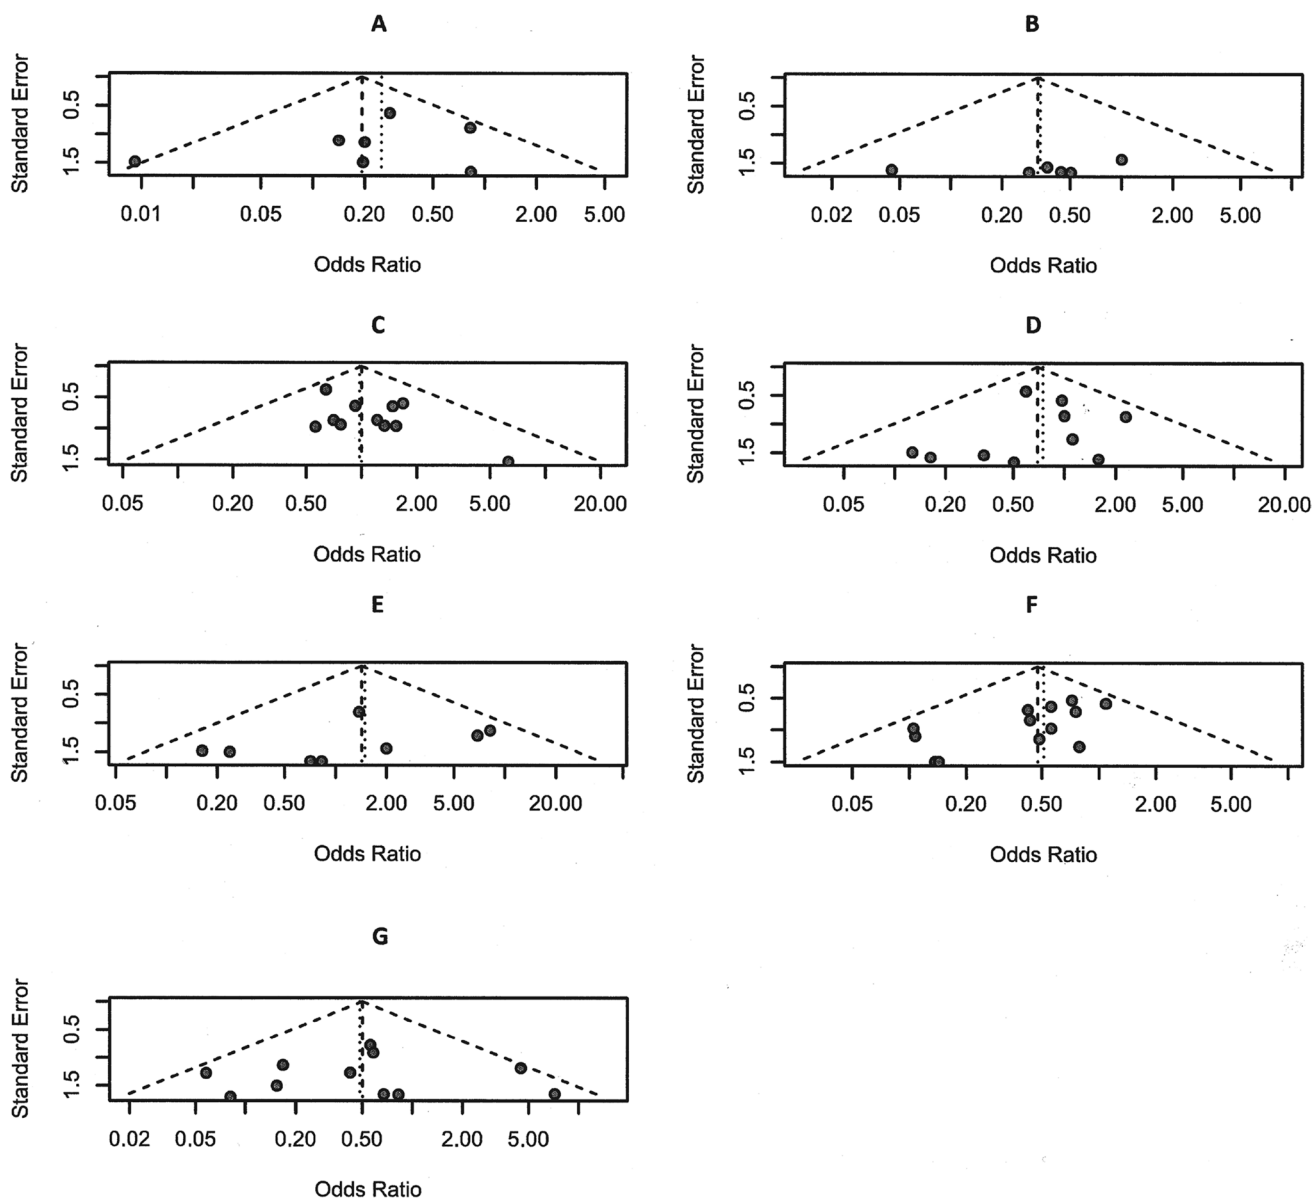 A
Standard Error
0.5
1.5
0.01 0.05 0.20 0.50 2.00 5.00
Odds Ratio
B
Standard Error
0.5
1.5
0.02 0.05 0.20 0.50 2.00 5.00
Odds Ratio
C
Standard Error
0.5
1.5
0.05 0.20 0.50 2.00 5.00 20.00
Odds Ratio
D
Standard Error
0.5
1.5
0.05 0.20 0.50 2.00 5.00 20.00
Odds Ratio
E
Standard Error
0.5
1.5
0.05 0.20 0.50 2.00 5.00 20.00
Odds Ratio
F
Standard Error
0.5
1.5
0.05 0.20 0.50 2.00 5.00
Odds Ratio
G
Standard Error
0.5
1.5
0.02 0.05 0.20 0.50 2.00 5.00
Odds Ratio